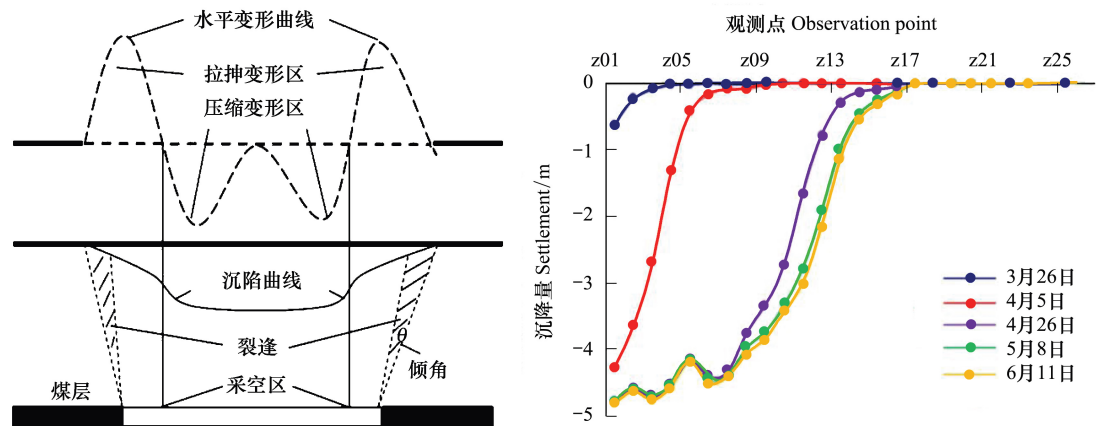 水平变形曲线
拉抻变形区
压缩变形区
沉陷曲线
裂逢
θ
倾角
煤层
采空区
观测点 Observation point
z01 z05 z09 z13 z17 z21 z25
沉降量 Settlement/m
0
−1
−2
−3
−4
−5
3月26日
4月5日
4月26日
5月8日
6月11日